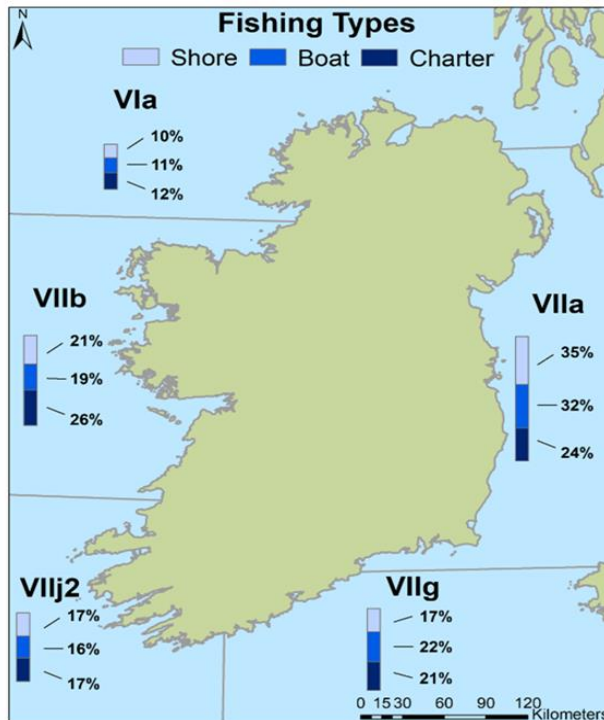 N
Fishing Types
Shore Boat Charter
VIa
10%
11%
12%
VIIb
21%
19%
26%
VIIa
35%
32%
24%
VIIj2
17%
16%
17%
VIIg
17%
22%
21%
0 15 30 60 90 120
Kilometers